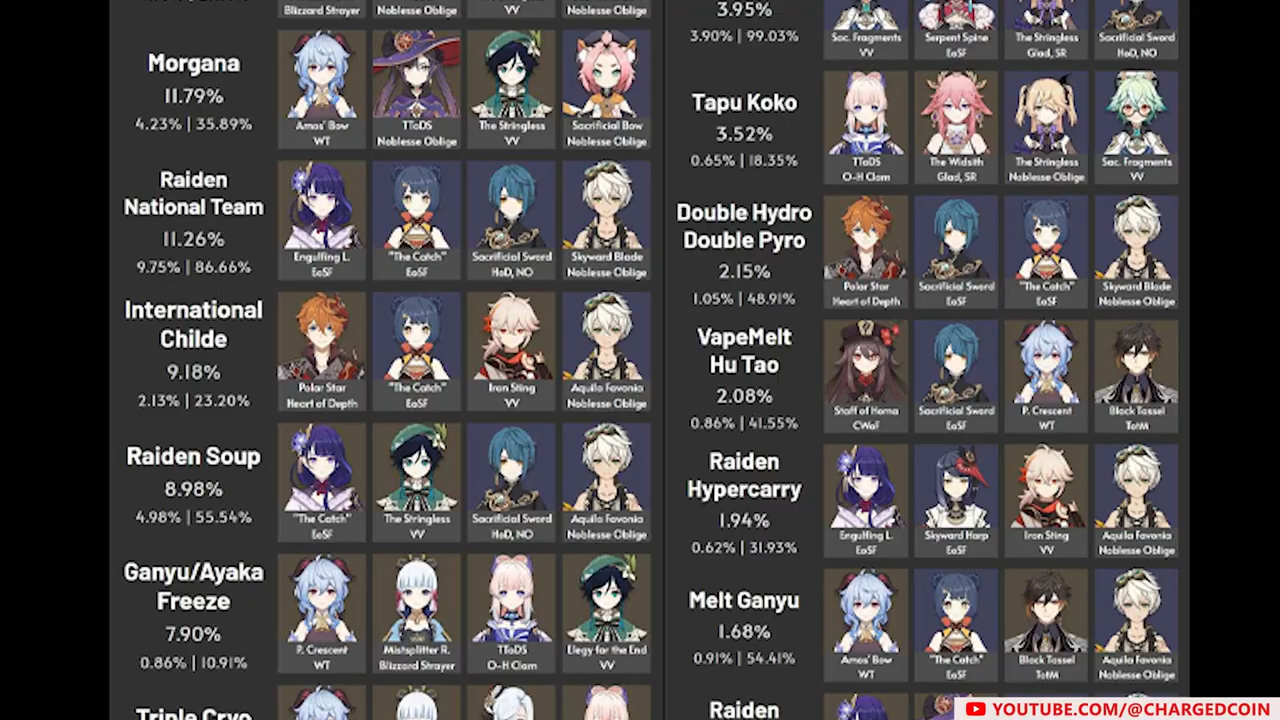 Blizzard Strayer
Noblesse Oblige
VV
Noblesse Oblige
Morgana
11.79%
4.23% | 35.89%
Amos' Bow
WT
TToDS
Noblesse Oblige
The Stringless
VV
Sacrificial Bow
Noblesse Oblige
Raiden
National Team
11.26%
9.75% | 86.66%
Engulfing L.
EoSF
"The Catch"
EoSF
Sacrificial Sword
HoD, NO
Skyward Blade
Noblesse Oblige
International
Childe
9.18%
2.13% | 23.20%
Polar Star
Heart of Depth
"The Catch"
EoSF
Iron Sting
VV
Aquila Favonia
Noblesse Oblige
Raiden Soup
8.98%
4.98% | 55.54%
"The Catch"
EoSF
The Stringless
VV
Sacrificial Sword
HoD, NO
Aquila Favonia
Noblesse Oblige
Ganyu/Ayaka
Freeze
7.90%
0.86% | 10.91%
P. Crescent
WT
Mistsplitter R.
Blizzard Strayer
TToDS
O-H Clam
Elegy for the End
VV
Triple Cryo
3.95%
3.90% | 99.03%
Sac. Fragments
VV
Serpent Spine
EoSF
The Stringless
Glad, SR
Sacrificial Sword
HoD, NO
Tapu Koko
3.52%
0.65% | 18.35%
TToDS
O-H Clam
The Widsith
Glad, SR
The Stringless
Noblesse Oblige
Sac. Fragments
VV
Double Hydro
Double Pyro
2.15%
1.05% | 48.91%
Polar Star
Heart of Depth
Sacrificial Sword
EoSF
"The Catch"
EoSF
Skyward Blade
Noblesse Oblige
VapeMelt
Hu Tao
2.08%
0.86% | 41.55%
Staff of Homa
CWoF
Sacrificial Sword
EoSF
P. Crescent
WT
Black Tassel
TotM
Raiden
Hypercarry
1.94%
0.62% | 31.93%
Engulfing L.
EoSF
Skyward Harp
EoSF
Iron Sting
VV
Aquila Favonia
Noblesse Oblige
Melt Ganyu
1.68%
0.91% | 54.41%
Amos' Bow
WT
"The Catch"
EoSF
Black Tassel
TotM
Aquila Favonia
Noblesse Oblige
Raiden
YOUTUBE.COM/@CHARGEDCOIN